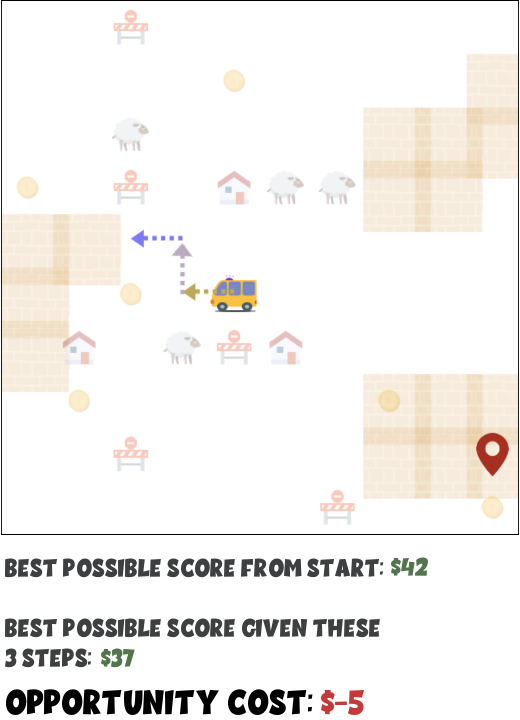 BEST POSSIBLE SCORE FROM START: $42
BEST POSSIBLE SCORE GIVEN THESE
3 STEPS: $37
OPPORTUNITY COST: $-5